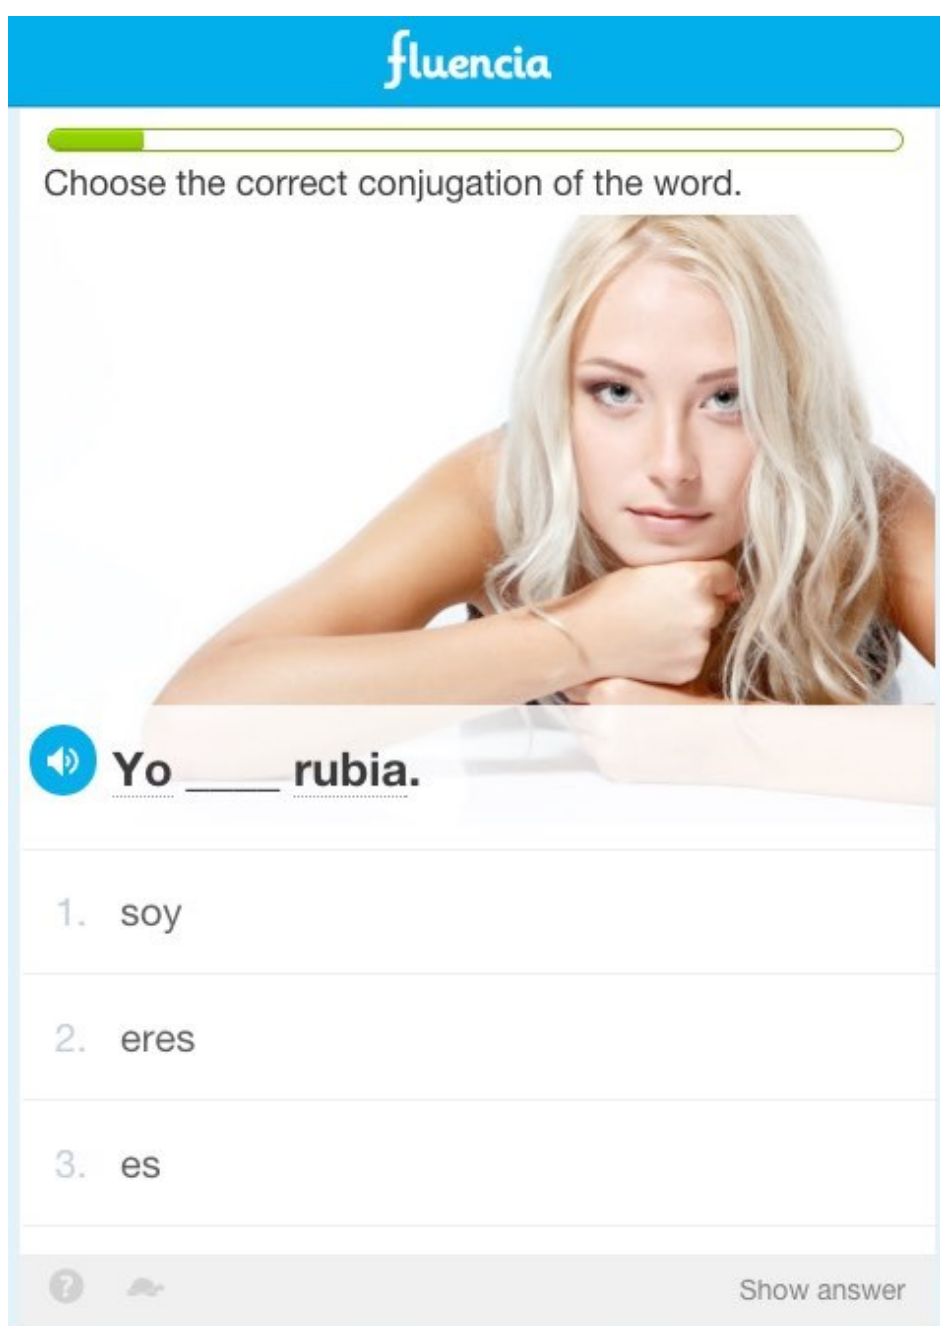 fluencia
Choose the correct conjugation of the word.
Yo ____ rubia.
1. soy
2. eres
3. es
? Show answer